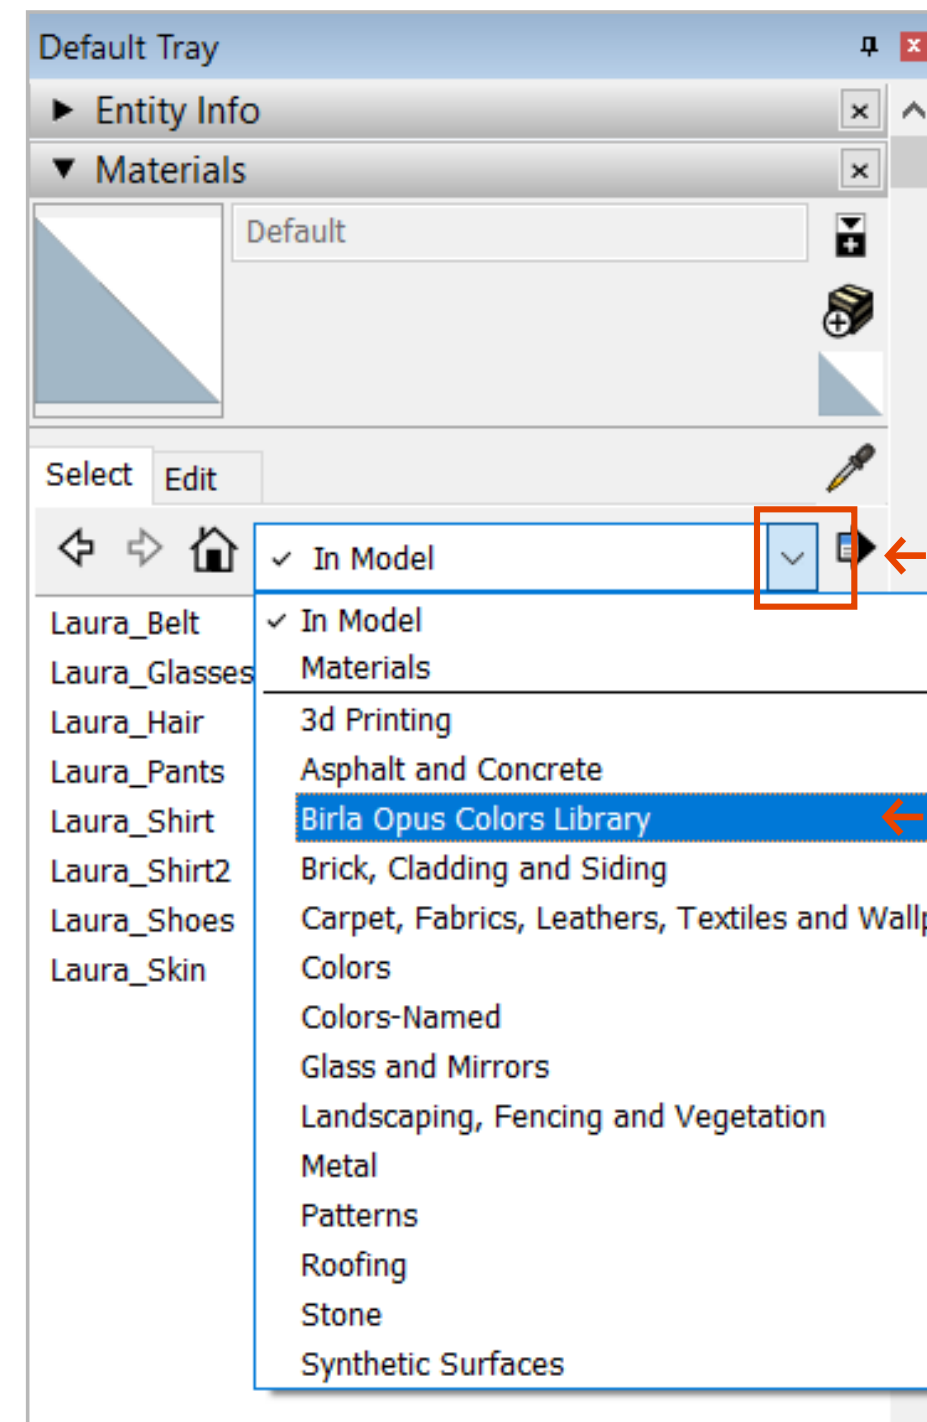 Default Tray
Entity Info
Materials
Default
Select Edit
In Model
In Model
Materials
3d Printing
Asphalt and Concrete
Birla Opus Colors Library
Brick, Cladding and Siding
Carpet, Fabrics, Leathers, Textiles and Wallp
Colors
Colors-Named
Glass and Mirrors
Landscaping, Fencing and Vegetation
Metal
Patterns
Roofing
Stone
Synthetic Surfaces
Laura_Belt
Laura_Glasses
Laura_Hair
Laura_Pants
Laura_Shirt
Laura_Shirt2
Laura_Shoes
Laura_Skin